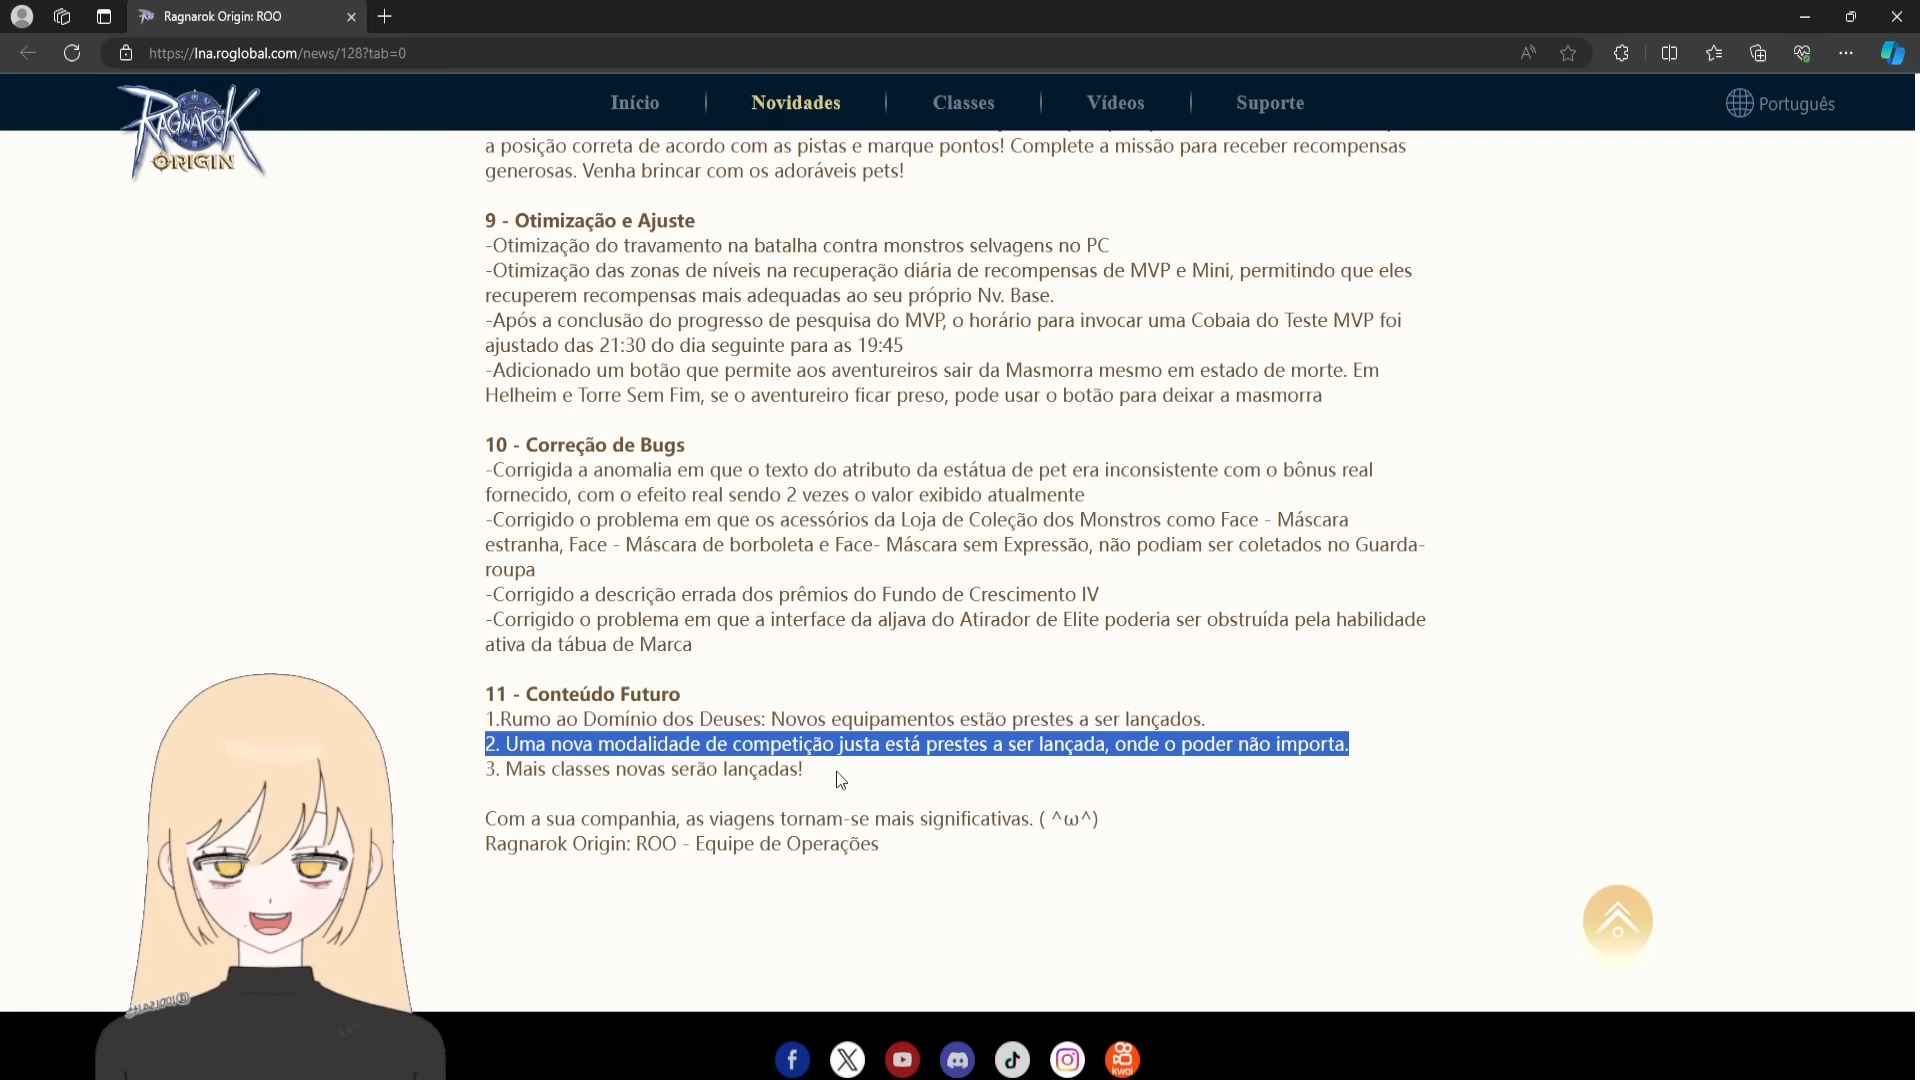 Ragnarok Origin: ROO
https://lna.roglobal.com/news/128?tab=0
RAGNAROK
ORIGIN
Início
Novidades
Classes
Vídeos
Suporte
Português
a posição correta de acordo com as pistas e marque pontos! Complete a missão para receber recompensas
generosas. Venha brincar com os adoráveis pets!
9 - Otimização e Ajuste
-Otimização do travamento na batalha contra monstros selvagens no PC
-Otimização das zonas de níveis na recuperação diária de recompensas de MVP e Mini, permitindo que eles
recuperem recompensas mais adequadas ao seu próprio Nv. Base.
-Após a conclusão do progresso de pesquisa do MVP, o horário para invocar uma Cobaia do Teste MVP foi
ajustado das 21:30 do dia seguinte para as 19:45
-Adicionado um botão que permite aos aventureiros sair da Masmorra mesmo em estado de morte. Em
Helheim e Torre Sem Fim, se o aventureiro ficar preso, pode usar o botão para deixar a masmorra
10 - Correção de Bugs
-Corrigida a anomalia em que o texto do atributo da estátua de pet era inconsistente com o bônus real
fornecido, com o efeito real sendo 2 vezes o valor exibido atualmente
-Corrigido o problema em que os acessórios da Loja de Coleção dos Monstros como Face - Máscara
estranha, Face - Máscara de borboleta e Face- Máscara sem Expressão, não podiam ser coletados no Guarda-
roupa
-Corrigido a descrição errada dos prêmios do Fundo de Crescimento IV
-Corrigido o problema em que a interface da aljava do Atirador de Elite poderia ser obstruída pela habilidade
ativa da tábua de Marca
11 - Conteúdo Futuro
1.Rumo ao Domínio dos Deuses: Novos equipamentos estão prestes a ser lançados.
2. Uma nova modalidade de competição justa está prestes a ser lançada, onde o poder não importa.
3. Mais classes novas serão lançadas!
Com a sua companhia, as viagens tornam-se mais significativas. ( ^ω^)
Ragnarok Origin: ROO - Equipe de Operações
kwai